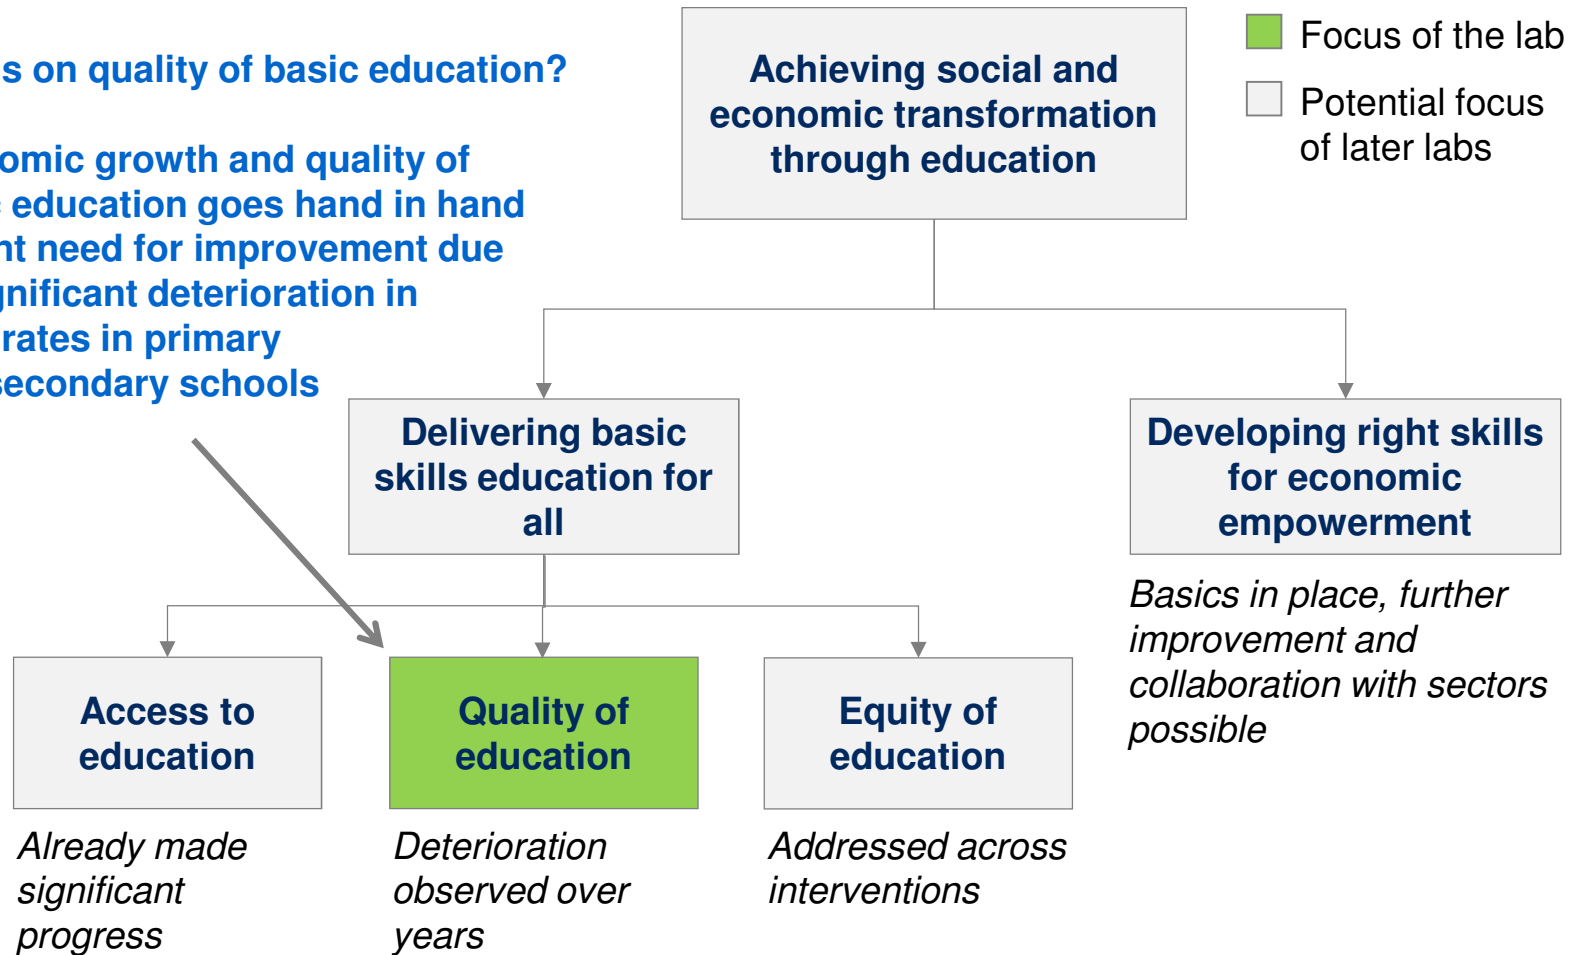 s on quality of basic education?
omic growth and quality of
education goes hand in hand
nt need for improvement due
gnificant deterioration in
rates in primary
secondary schools
Achieving social and
economic transformation
through education
Focus of the lab
Potential focus
of later labs
Delivering basic
skills education for
all
Developing right skills
for economic
empowerment
Basics in place, further
improvement and
collaboration with sectors
possible
Access to
education
Quality of
education
Equity of
education
Already made
significant
progress
Deterioration
observed over
years
Addressed across
interventions